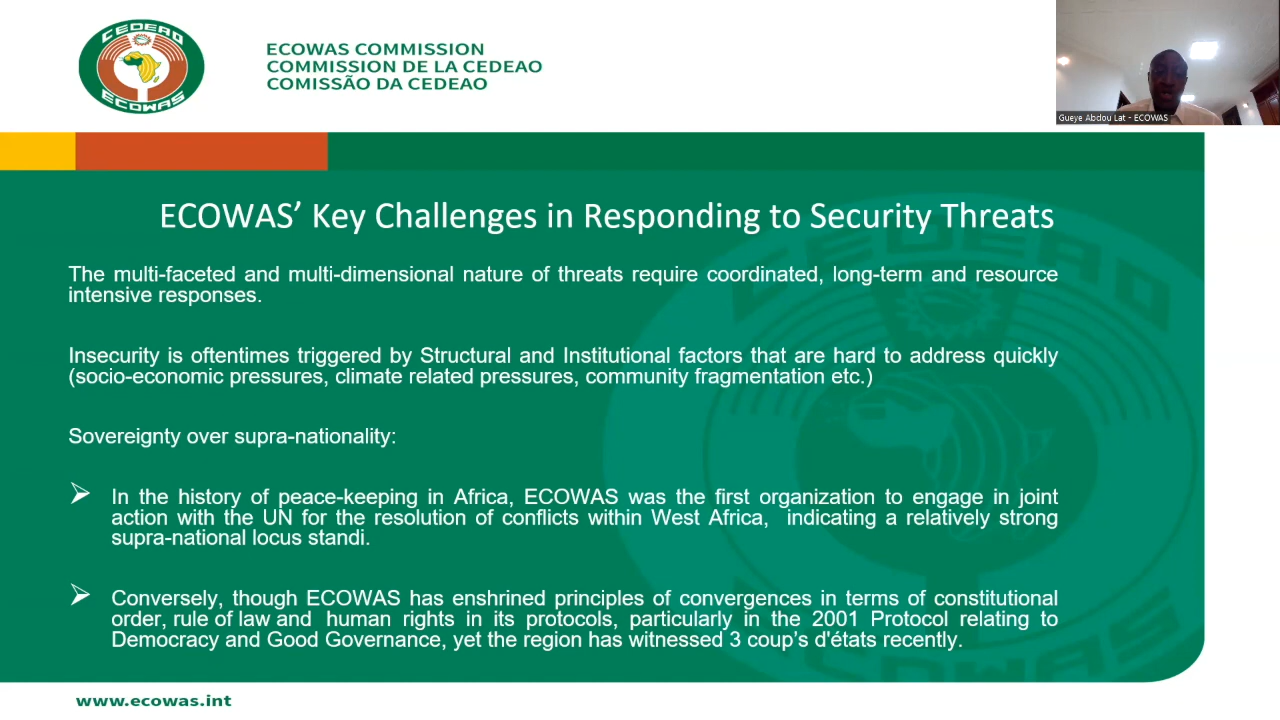 CEDEAO
ECOWAS
ECOWAS COMMISSION
COMMISSION DE LA CEDEAO
COMISSÃO DA CEDEAO
Gueye Abdou Lat - ECOWAS
ECOWAS’ Key Challenges in Responding to Security Threats
The multi-faceted and multi-dimensional nature of threats require coordinated, long-term and resource
intensive responses.
Insecurity is oftentimes triggered by Structural and Institutional factors that are hard to address quickly
(socio-economic pressures, climate related pressures, community fragmentation etc.)
Sovereignty over supra-nationality:
➢ In the history of peace-keeping in Africa, ECOWAS was the first organization to engage in joint
action with the UN for the resolution of conflicts within West Africa, indicating a relatively strong
supra-national locus standi.
➢ Conversely, though ECOWAS has enshrined principles of convergences in terms of constitutional
order, rule of law and human rights in its protocols, particularly in the 2001 Protocol relating to
Democracy and Good Governance, yet the region has witnessed 3 coup’s d'états recently.
CEDEAO
ECOWAS
www.ecowas.int